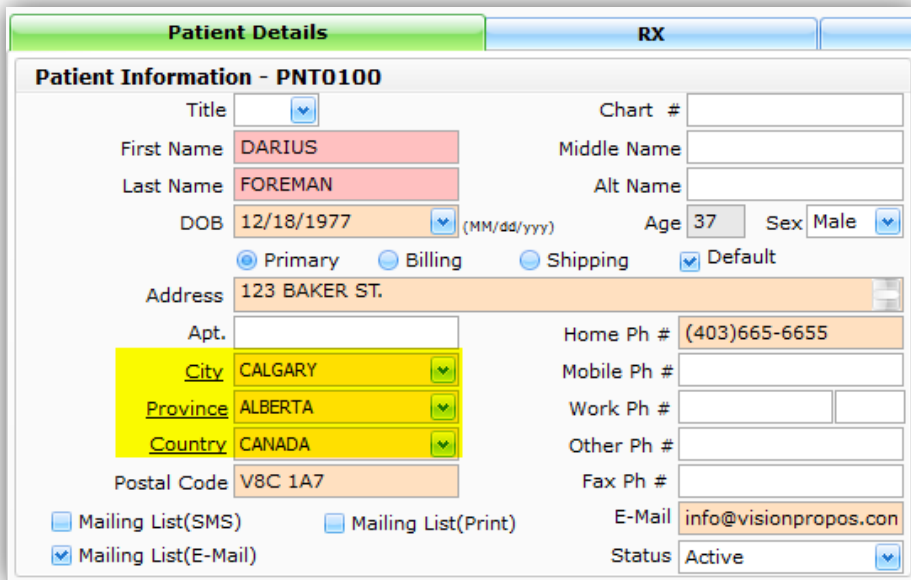 Patient Details RX
Patient Information - PNT0100
Title Chart #
First Name DARIUS Middle Name
Last Name FOREMAN Alt Name
DOB 12/18/1977 (MM/dd/yyy) Age 37 Sex Male
Primary Billing Shipping Default
Address 123 BAKER ST.
Apt. Home Ph # (403)665-6655
City CALGARY Mobile Ph #
Province ALBERTA Work Ph #
Country CANADA Other Ph #
Postal Code V8C 1A7 Fax Ph #
Mailing List(SMS) Mailing List(Print) E-Mail info@visionpropos.con
Mailing List(E-Mail) Status Active